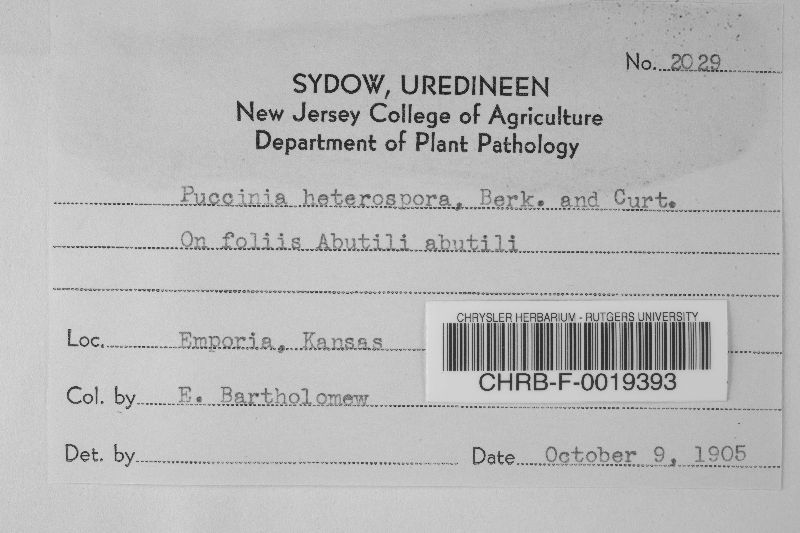 No. 2029
SYDOW, UREDINEEN
New Jersey College of Agriculture
Department of Plant Pathology
Puccinia heterospora, Berk. and Curt.
On foliis Abutili abutili
Loc. Emporia, Kansas
CHRYSLER HERBARIUM - RUTGERS UNIVERSITY
CHRB-F-0019393
Col. by E. Bartholomew
Det. by
Date October 9, 1905